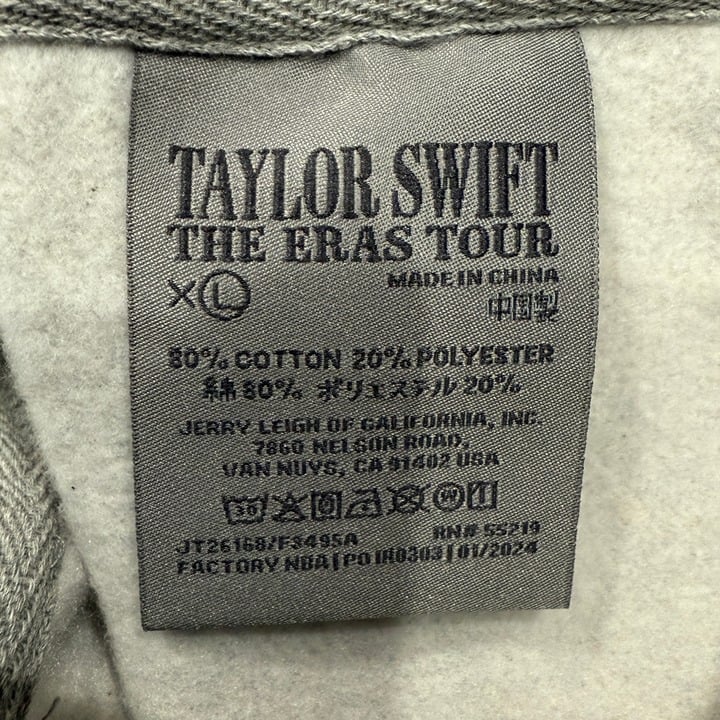 TAYLOR SWIFT
THE ERAS TOUR
XL
MADE IN CHINA
中国製
80% COTTON 20% POLYESTER
綿 80% ポリエステル 20%
JERRY LEIGH OF CALIFORNIA, INC.
7860 NELSON ROAD,
VAN NUYS, CA 91402 USA
30 W
JT26168/F3495A RN# 55219
FACTORY NBA | PO IH0303 | 01/2024